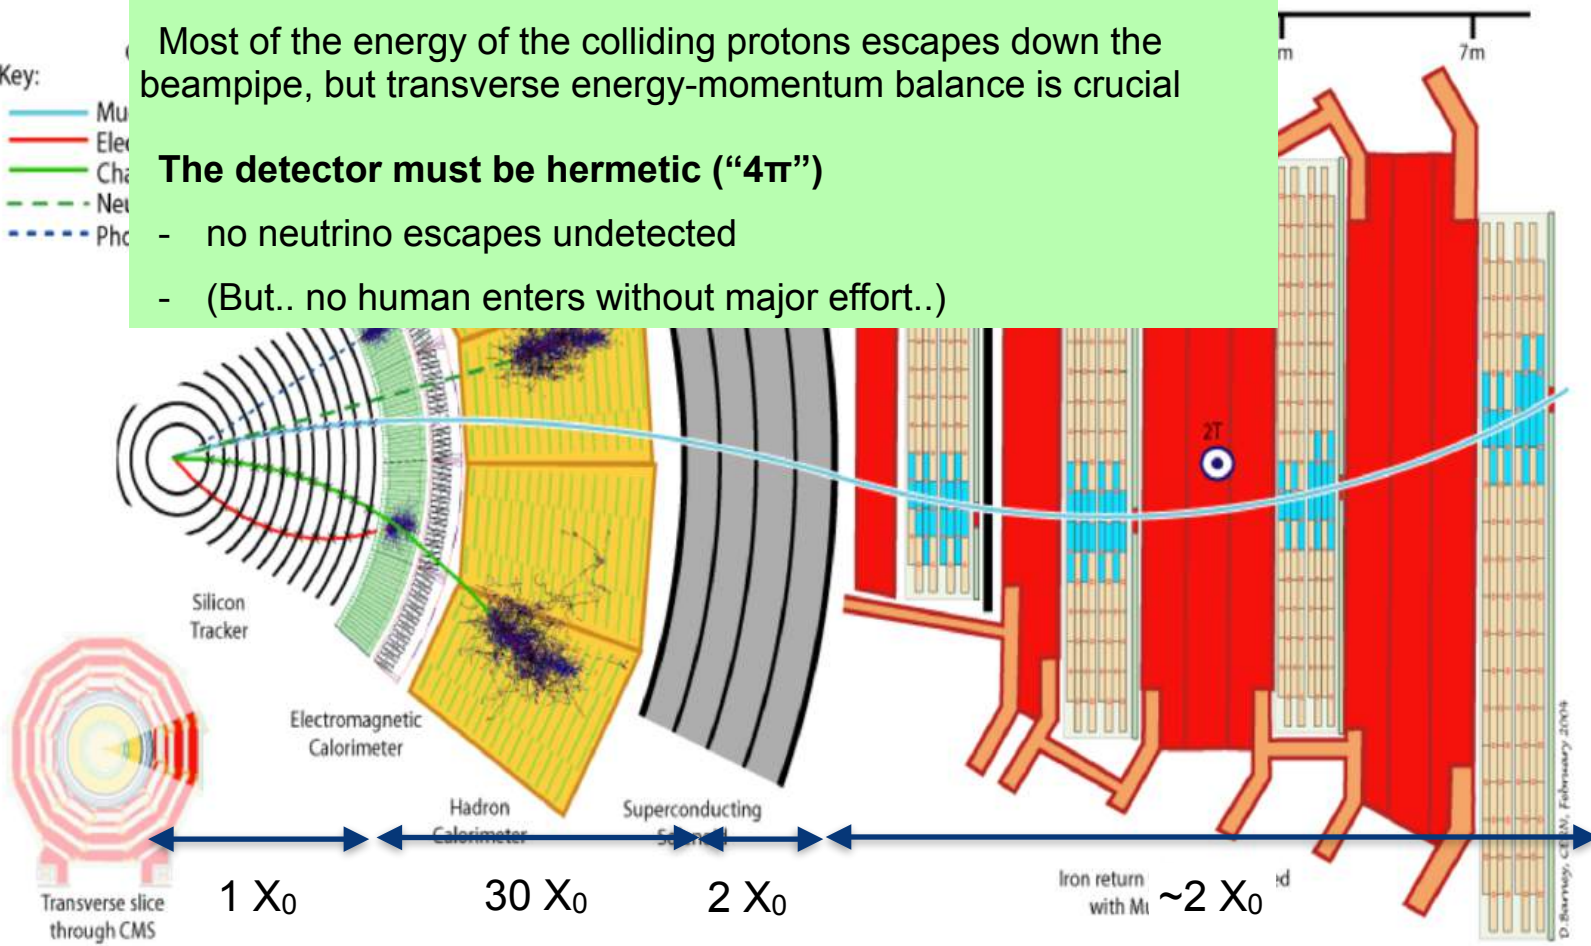 Most of the energy of the colliding protons escapes down the
beampipe, but transverse energy-momentum balance is crucial
The detector must be hermetic (“4π”)
- no neutrino escapes undetected
- (But.. no human enters without major effort..)
7m
Key:
2T
Silicon
Tracker
Electromagnetic
Calorimeter
Hadron
Calorimeter
Superconducting
Transverse slice
through CMS
Iron return
with
1 X₀
30 X₀
2 X₀
~2 X₀
D.Barney, CERN, February 2004